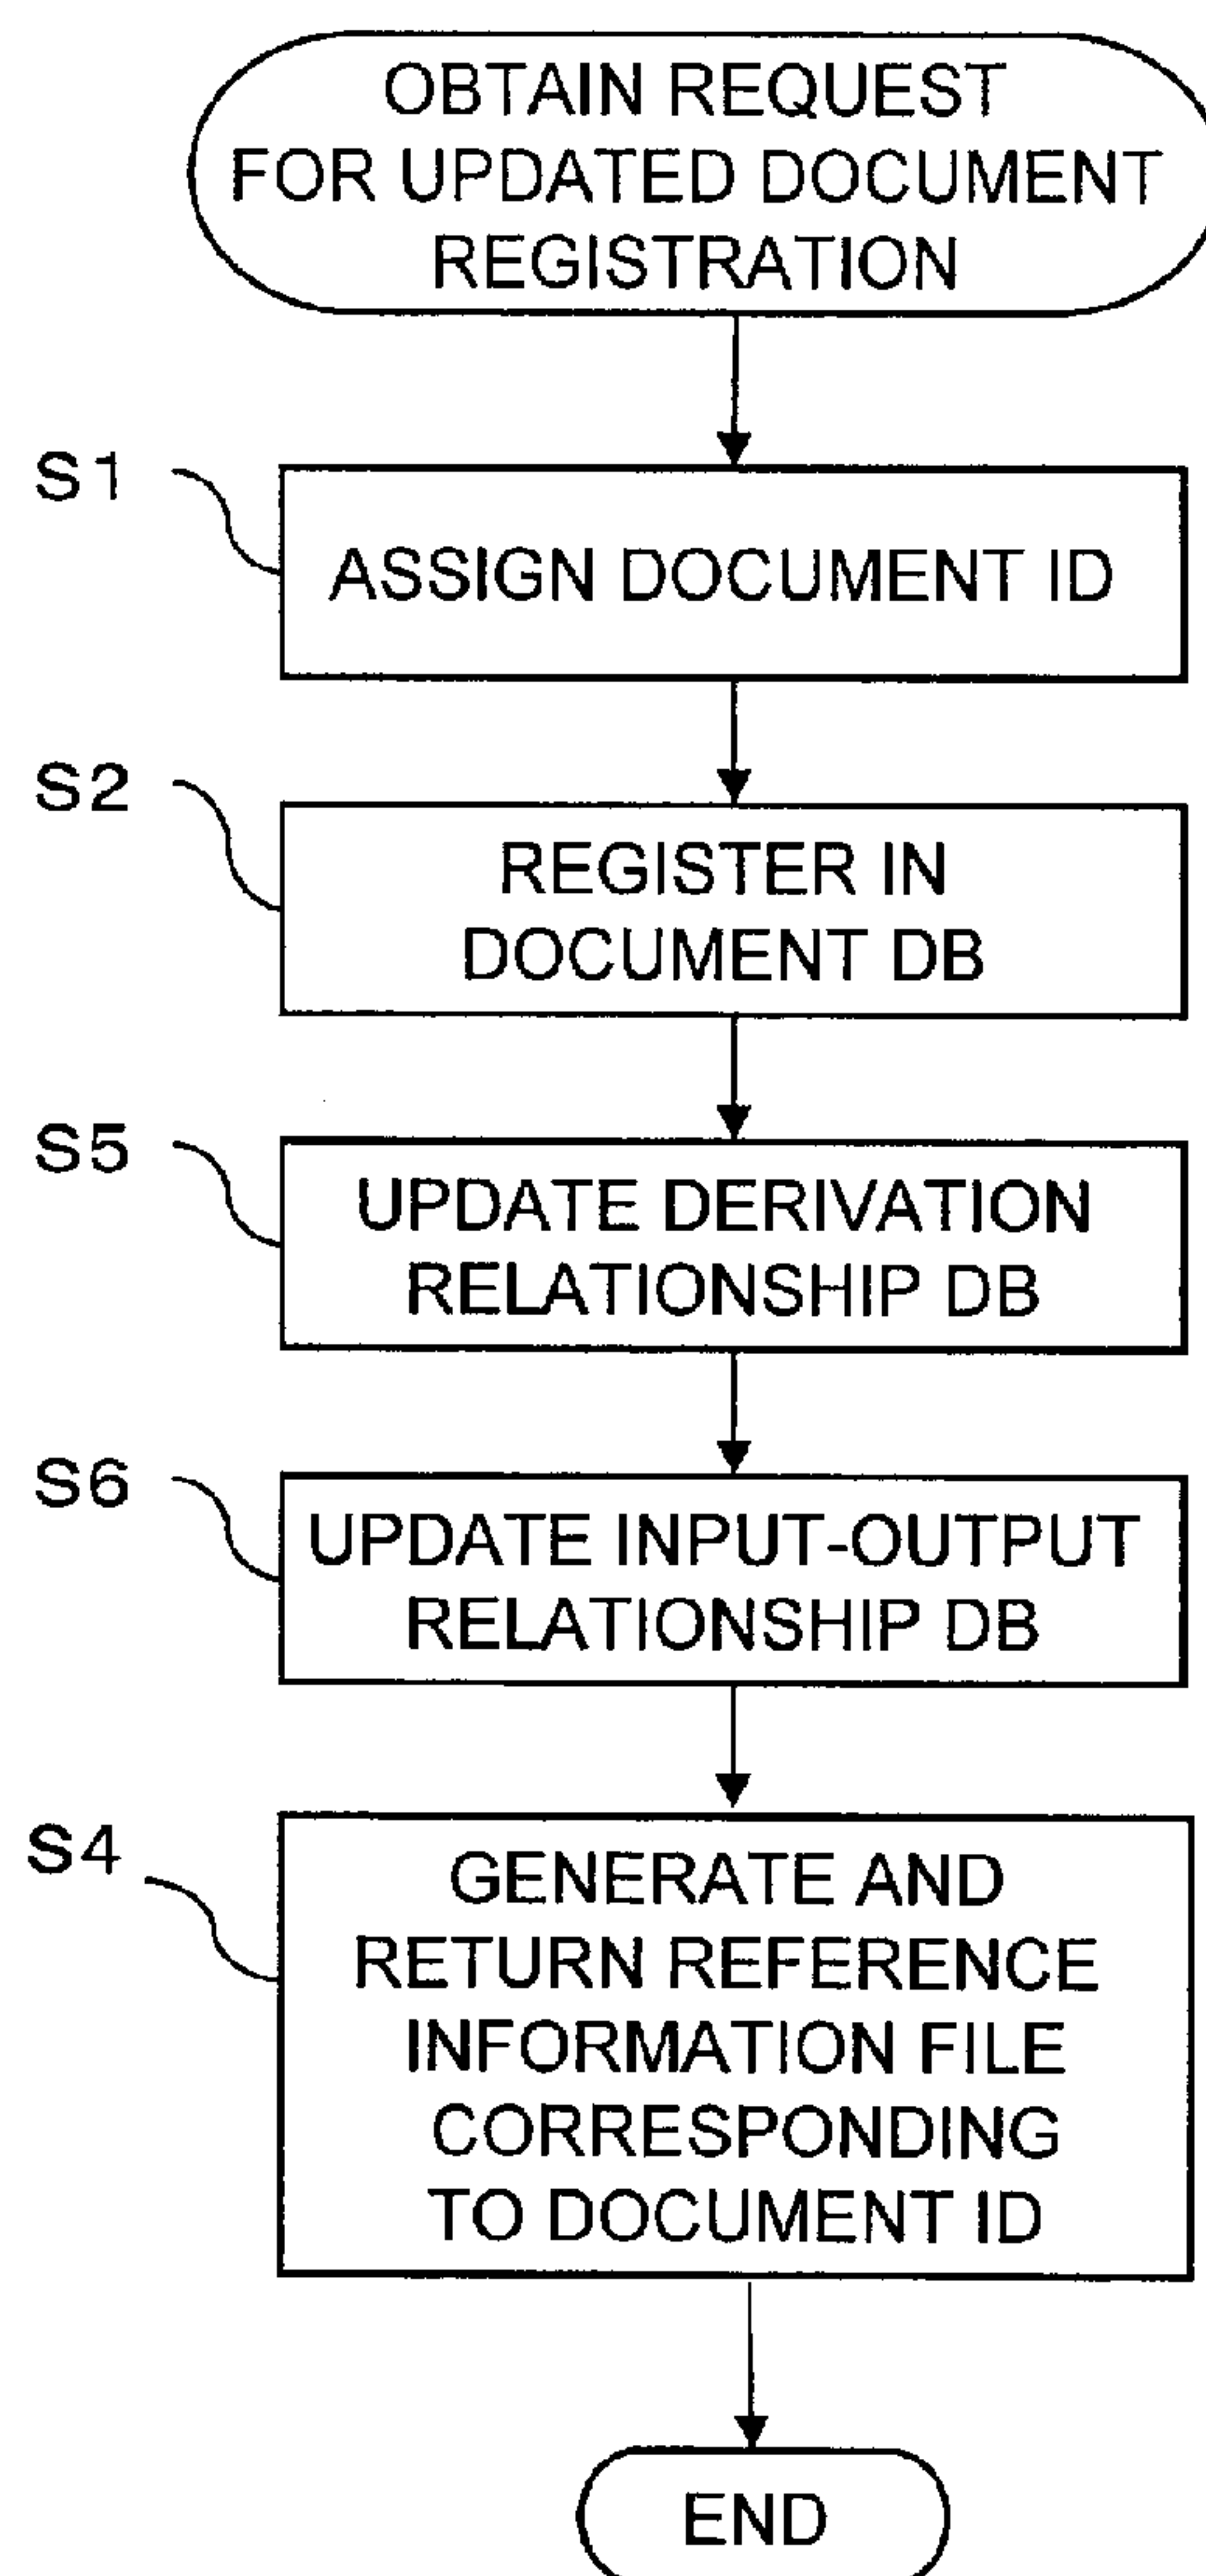 OBTAIN REQUEST
FOR UPDATED DOCUMENT
REGISTRATION
S1
ASSIGN DOCUMENT ID
S2
REGISTER IN
DOCUMENT DB
S5
UPDATE DERIVATION
RELATIONSHIP DB
S6
UPDATE INPUT-OUTPUT
RELATIONSHIP DB
S4
GENERATE AND
RETURN REFERENCE
INFORMATION FILE
CORRESPONDING
TO DOCUMENT ID
END